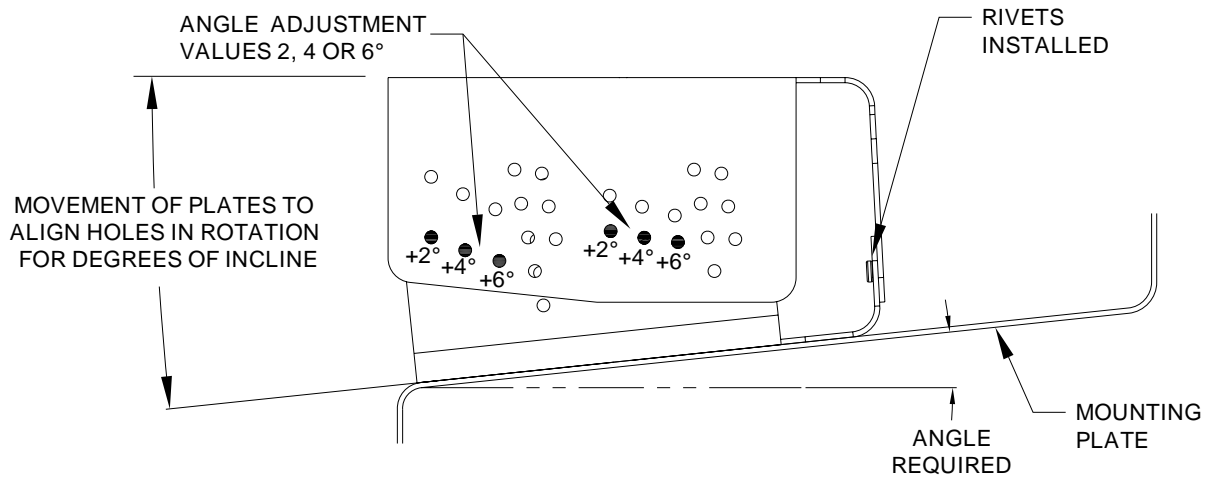 ANGLE ADJUSTMENT
VALUES 2, 4 OR 6°
RIVETS
INSTALLED
MOVEMENT OF PLATES TO
ALIGN HOLES IN ROTATION
FOR DEGREES OF INCLINE
+2°
+4°
+6°
+2°
+4°
+6°
MOUNTING
PLATE
ANGLE
REQUIRED